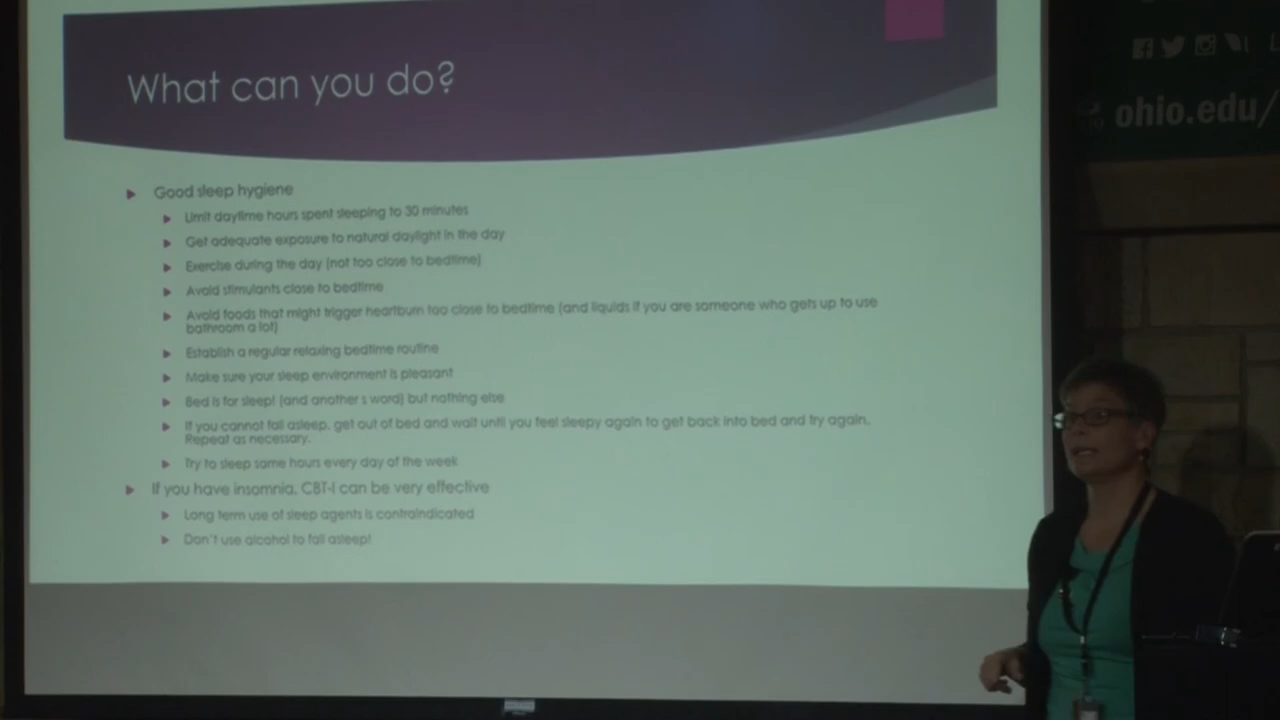 What can you do?
ohio.edu/
Good sleep hygiene
Limit daytime hours spent sleeping to 30 minutes
Get adequate exposure to natural daylight in the day
Exercise during the day (not too close to bedtime)
Avoid stimulants close to bedtime
Avoid foods that might trigger heartburn too close to bedtime (and liquids if you are someone who gets up to use
bathroom a lot)
Establish a regular relaxing bedtime routine
Make sure your sleep environment is pleasant
Bed is for sleep! (and another s word) but nothing else
If you cannot fall asleep, get out of bed and wait until you feel sleepy again to get back into bed and try again.
Repeat as necessary.
Try to sleep same hours every day of the week
If you have insomnia, CBT-I can be very effective
Long term use of sleep agents is contraindicated
Don't use alcohol to fall asleep!